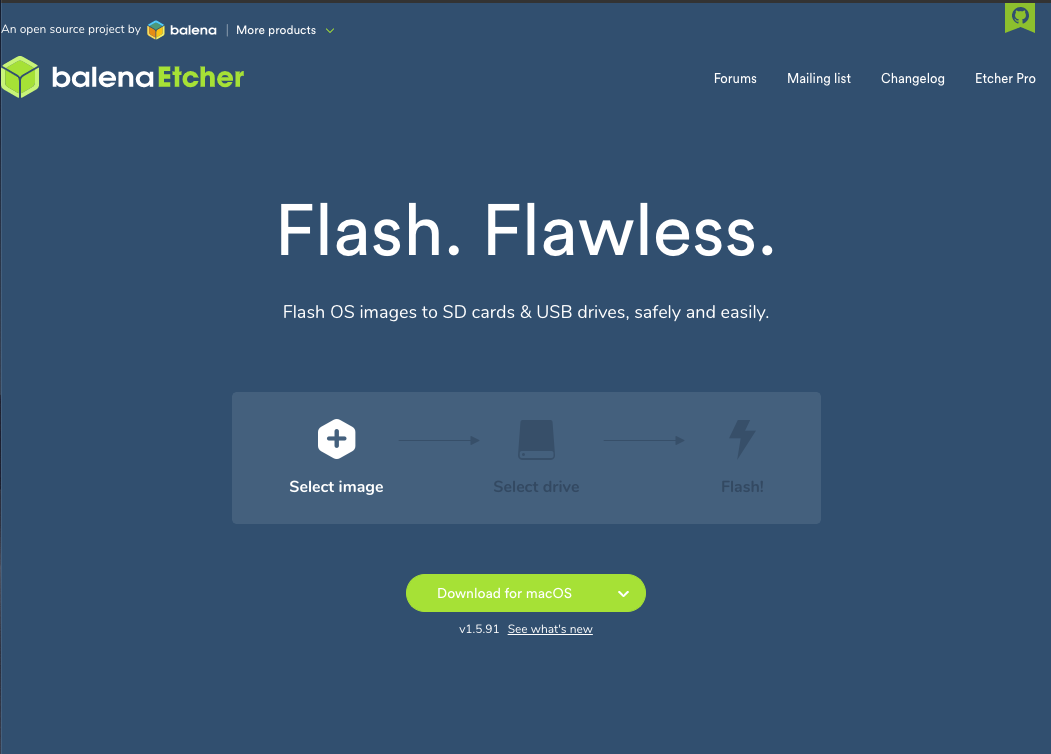 An open source project by balena | More products
balenaEtcher
Forums Mailing list Changelog Etcher Pro
Flash. Flawless.
Flash OS images to SD cards & USB drives, safely and easily.
Select image Select drive Flash!
Download for macOS
v1.5.91 See what's new